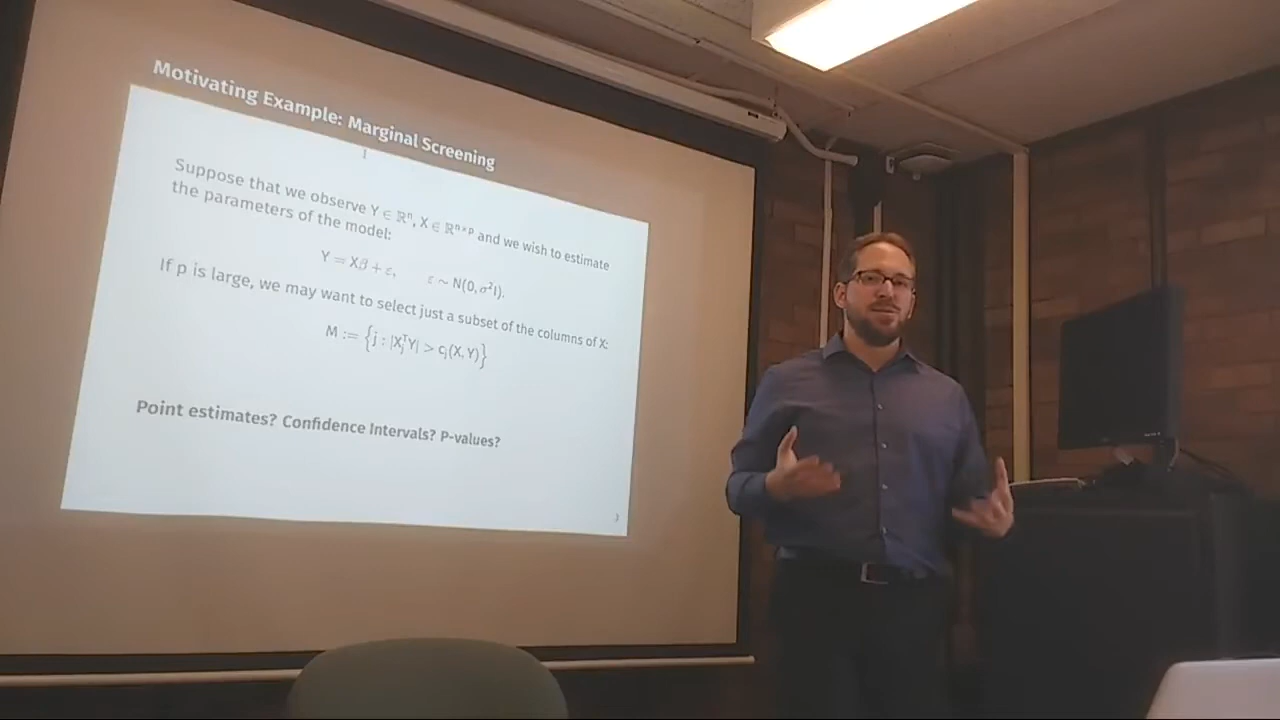 Motivating Example: Marginal Screening
Suppose that we observe Y ∈ ℝⁿ, X ∈ ℝⁿˣᵖ and we wish to estimate
the parameters of the model:
Y = Xβ + ε, ε ∼ N(0, σ²I).
If p is large, we may want to select just a subset of the columns of X:
M := {j : |XⱼᵀY| > cⱼ(X, Y)}
Point estimates? Confidence Intervals? P-values?
3